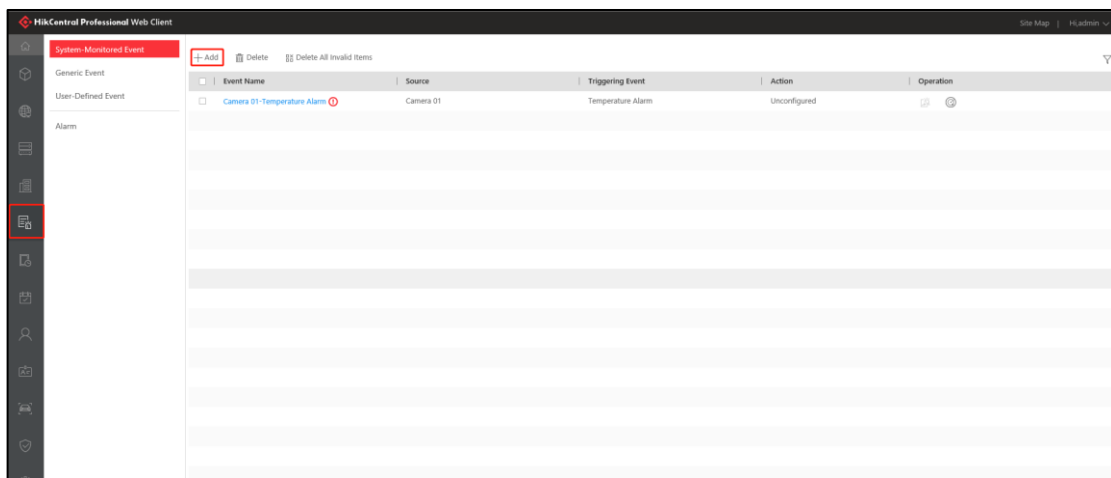 HikCentral Professional Web Client
Site Map | Hi,admin
System-Monitored Event
Generic Event
User-Defined Event
Alarm
Add Delete Delete All Invalid Items
Event Name Source Triggering Event Action Operation
Camera 01-Temperature Alarm Camera 01 Temperature Alarm Unconfigured